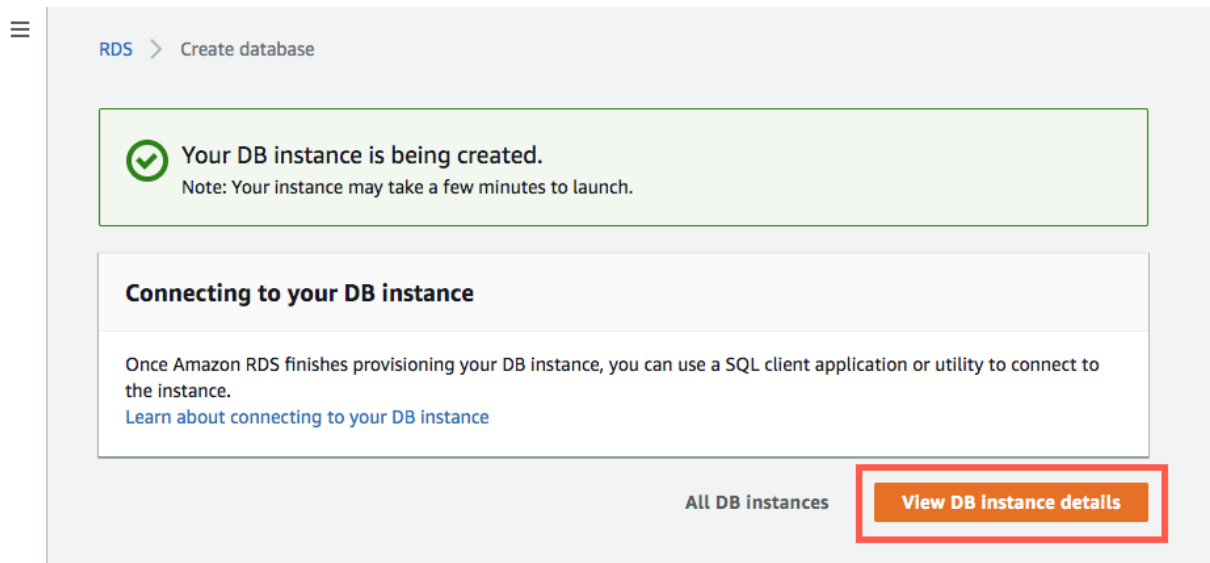 RDS > Create database
Your DB instance is being created.
Note: Your instance may take a few minutes to launch.
Connecting to your DB instance
Once Amazon RDS finishes provisioning your DB instance, you can use a SQL client application or utility to connect to
the instance.
Learn about connecting to your DB instance
All DB instances View DB instance details